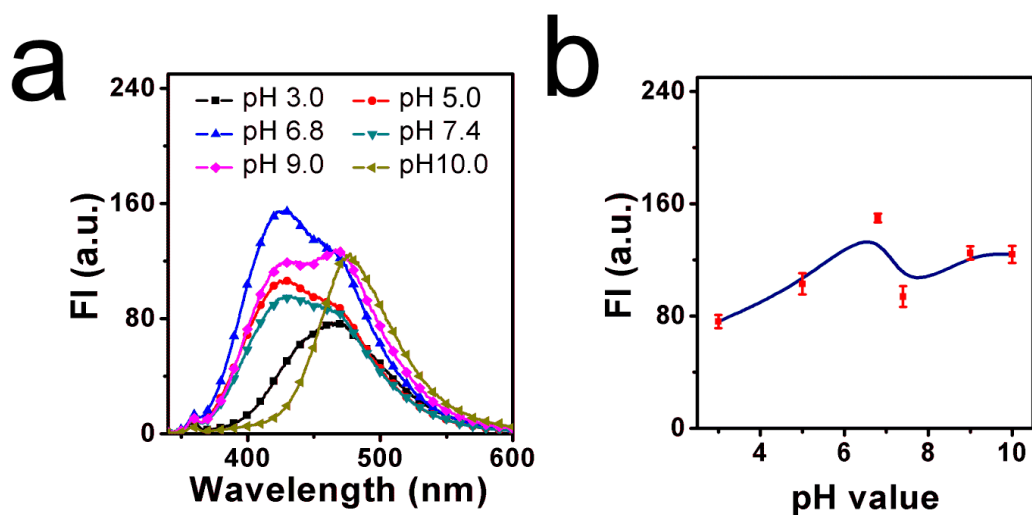 a
240
160
80
0
FI (a.u.)
pH 3.0 pH 5.0
pH 6.8 pH 7.4
pH 9.0 pH10.0
400 500 600
Wavelength (nm)
b
240
160
80
0
FI (a.u.)
4 6 8 10
pH value